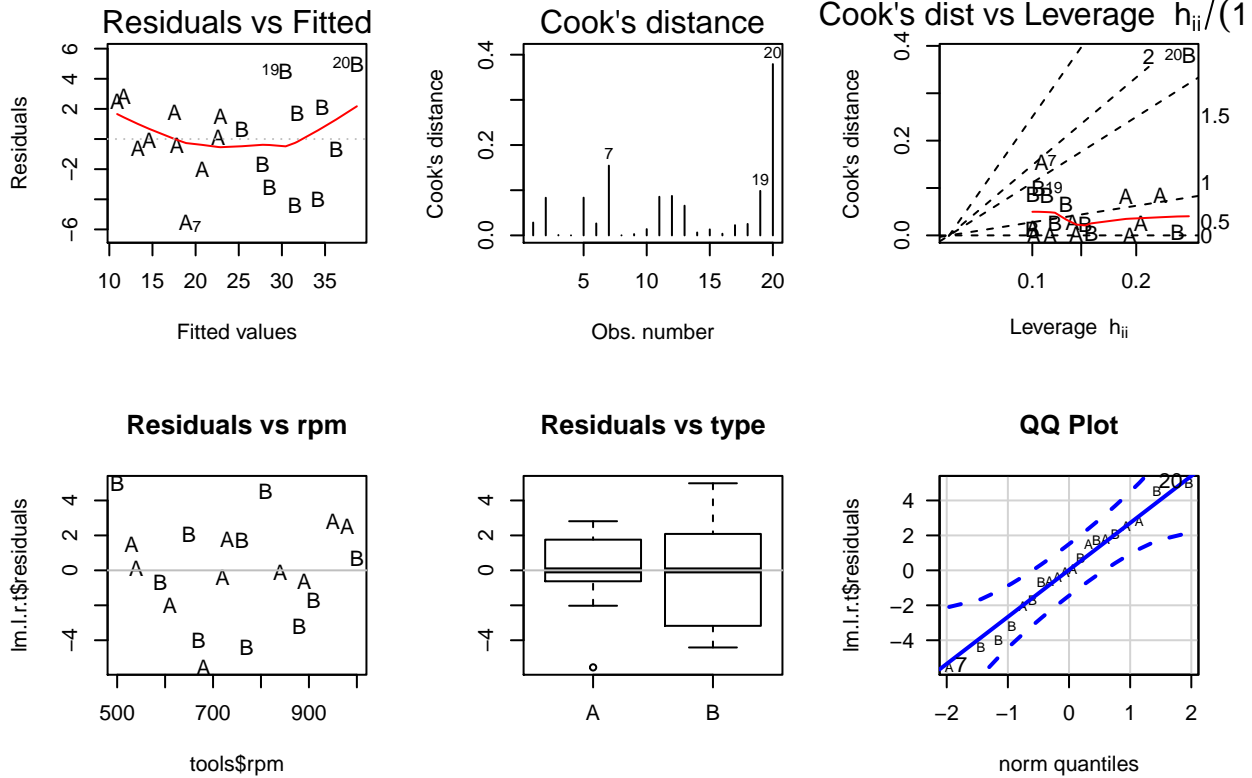 Residuals vs Fitted
6
2
−2
−6
Residuals
10 15 20 25 30 35
Fitted values
A A A A A A A A A A7
B B B B B B B B 19B 20B
Cook's distance
0.4
0.2
0.0
Cook's distance
5 10 15 20
Obs. number
7
19
20
Cook's dist vs Leverage hii/(1
0.4
0.2
0.0
Cook's distance
0.1 0.2
Leverage hii
2
1.5
1
0.5
0
20B
A7
B19
Residuals vs rpm
4
2
0
−4
lm.l.r.t$residuals
500 700 900
tools$rpm
B A A B A B B A A B B B A A B A B A A B
Residuals vs type
4
2
0
−4
A B
QQ Plot
4
2
0
−2
−4
lm.l.r.t$residuals
−2 −1 0 1 2
norm quantiles
A7
20